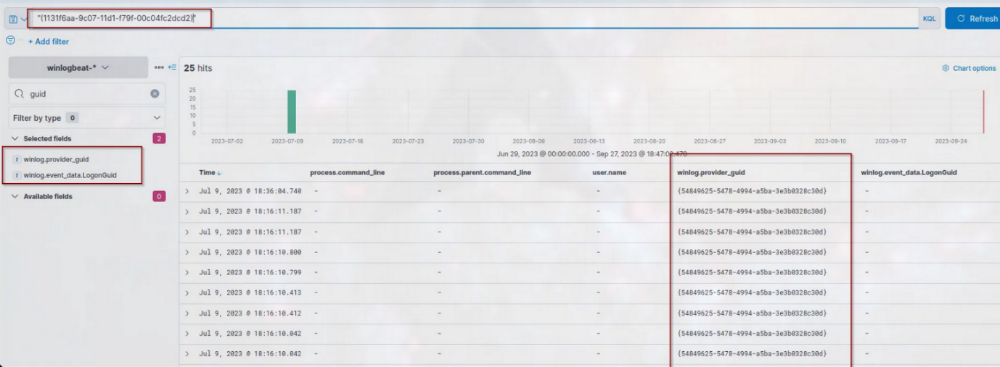 "{1131f6aa-9c07-11d1-f79f-00c04fc2dcd2}"
KQL
Refresh
+ Add filter
winlogbeat-*
25 hits
Chart options
guid
Filter by type 0
Selected fields 2
t winlog.provider_guid
t winlog.event_data.LogonGuid
Available fields 0
25
20
15
10
5
0
2023-07-02 2023-07-09 2023-07-16 2023-07-23 2023-07-30 2023-08-06 2023-08-13 2023-08-20 2023-08-27 2023-09-03 2023-09-10 2023-09-17 2023-09-24
Jun 29, 2023 @ 00:00:00.000 - Sep 27, 2023 @ 18:47:02.470
Time process.command_line process.parent.command_line user.name winlog.provider_guid winlog.event_data.LogonGuid
Jul 9, 2023 @ 18:36:04.740 - - - {54849625-5478-4994-a5ba-3e3b0328c30d} -
Jul 9, 2023 @ 18:16:11.187 - - - {54849625-5478-4994-a5ba-3e3b0328c30d} -
Jul 9, 2023 @ 18:16:11.187 - - - {54849625-5478-4994-a5ba-3e3b0328c30d} -
Jul 9, 2023 @ 18:16:10.800 - - - {54849625-5478-4994-a5ba-3e3b0328c30d} -
Jul 9, 2023 @ 18:16:10.799 - - - {54849625-5478-4994-a5ba-3e3b0328c30d} -
Jul 9, 2023 @ 18:16:10.413 - - - {54849625-5478-4994-a5ba-3e3b0328c30d} -
Jul 9, 2023 @ 18:16:10.412 - - - {54849625-5478-4994-a5ba-3e3b0328c30d} -
Jul 9, 2023 @ 18:16:10.042 - - - {54849625-5478-4994-a5ba-3e3b0328c30d} -
Jul 9, 2023 @ 18:16:10.042 - - - {54849625-5478-4994-a5ba-3e3b0328c30d} -